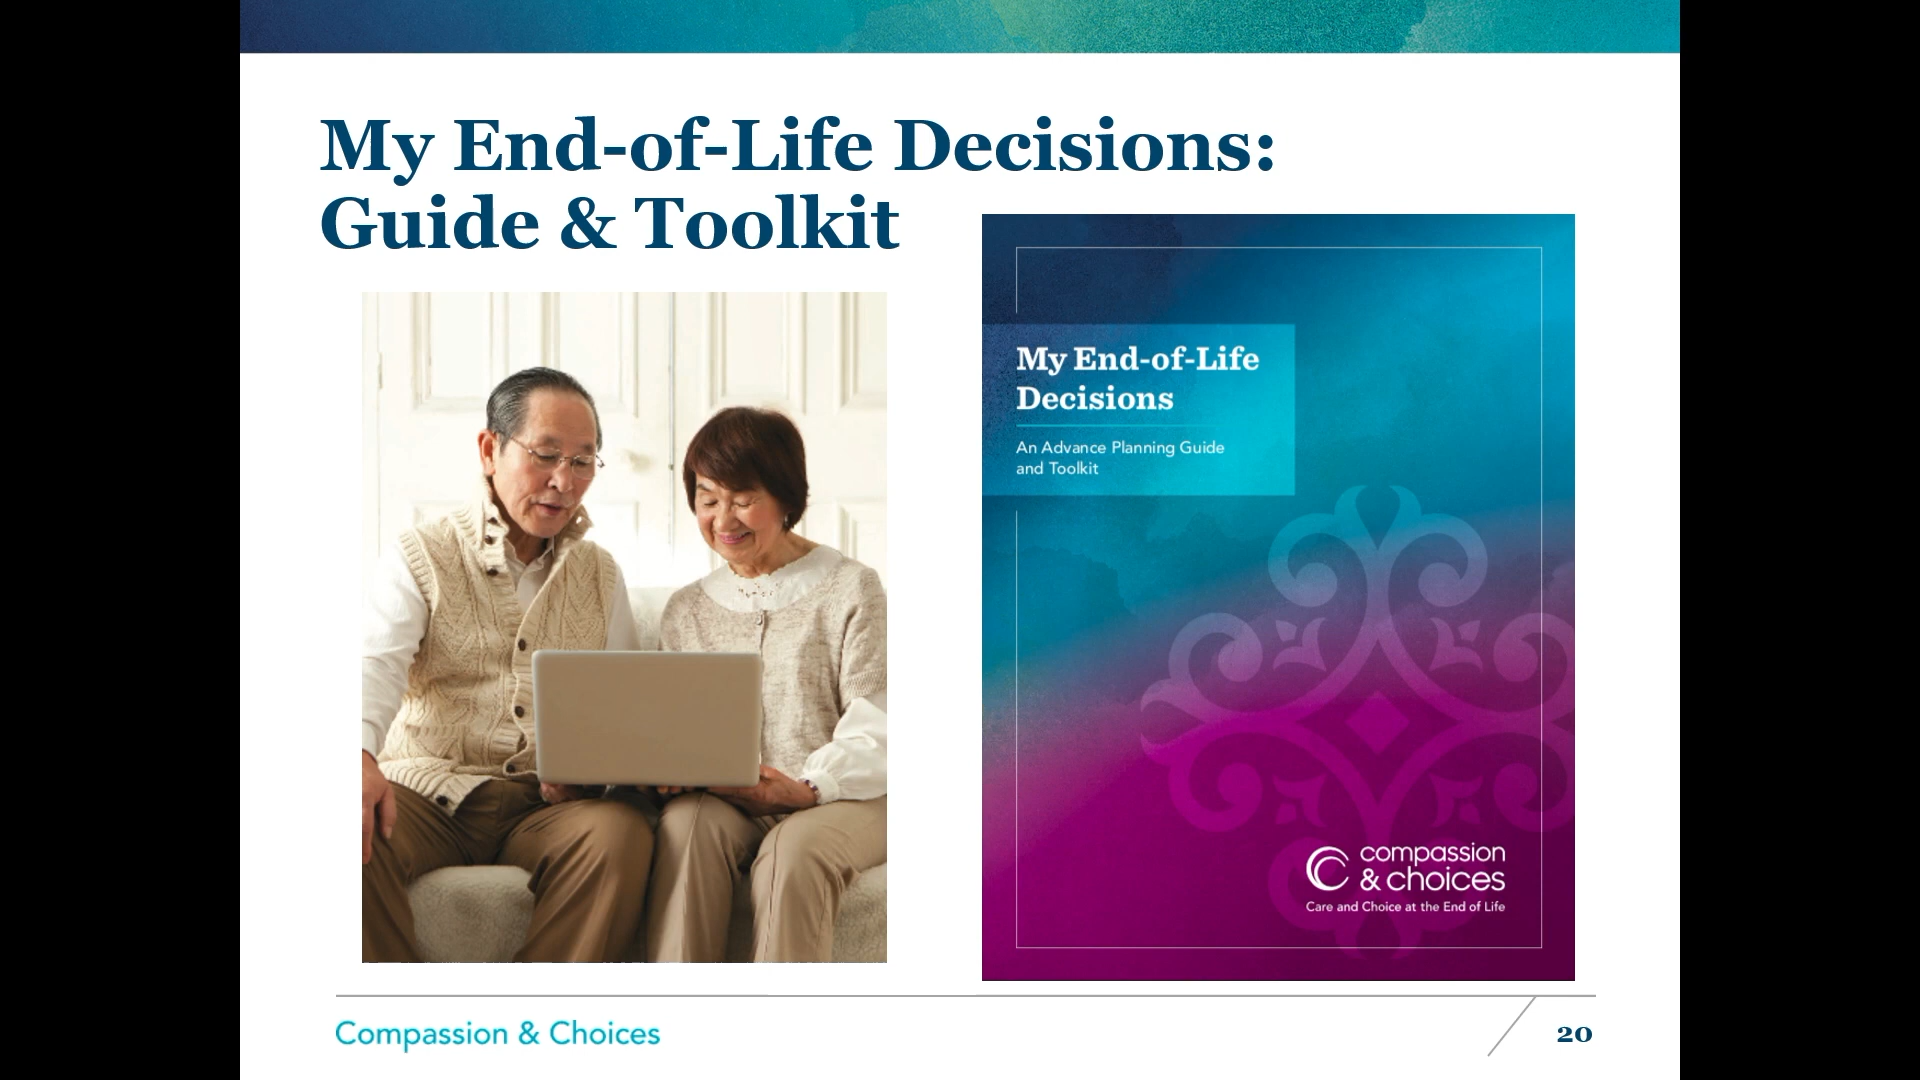 My End-of-Life Decisions:
Guide & Toolkit
My End-of-Life
Decisions
An Advance Planning Guide
and Toolkit
compassion
& choices
Care and Choice at the End of Life
Compassion & Choices
20